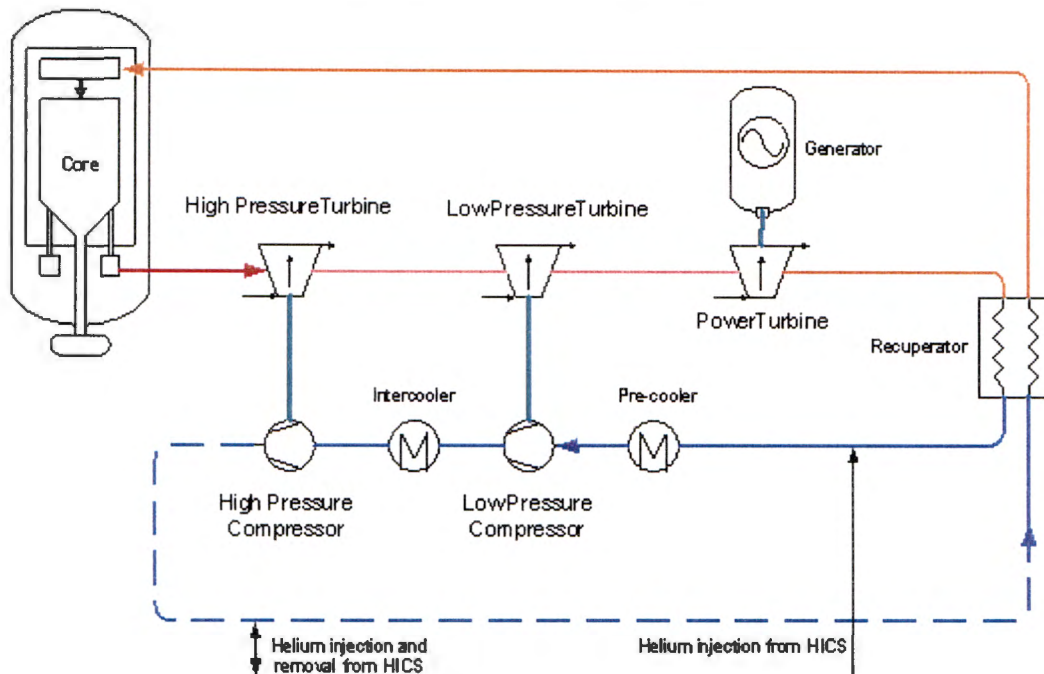 Core
High PressureTurbine
LowPressureTurbine
Generator
PowerTurbine
Recuperator
Intercooler
Pre-cooler
High Pressure
Compressor
LowPressure
Compressor
Helium injection and
removal from HICS
Helium injection from HICS